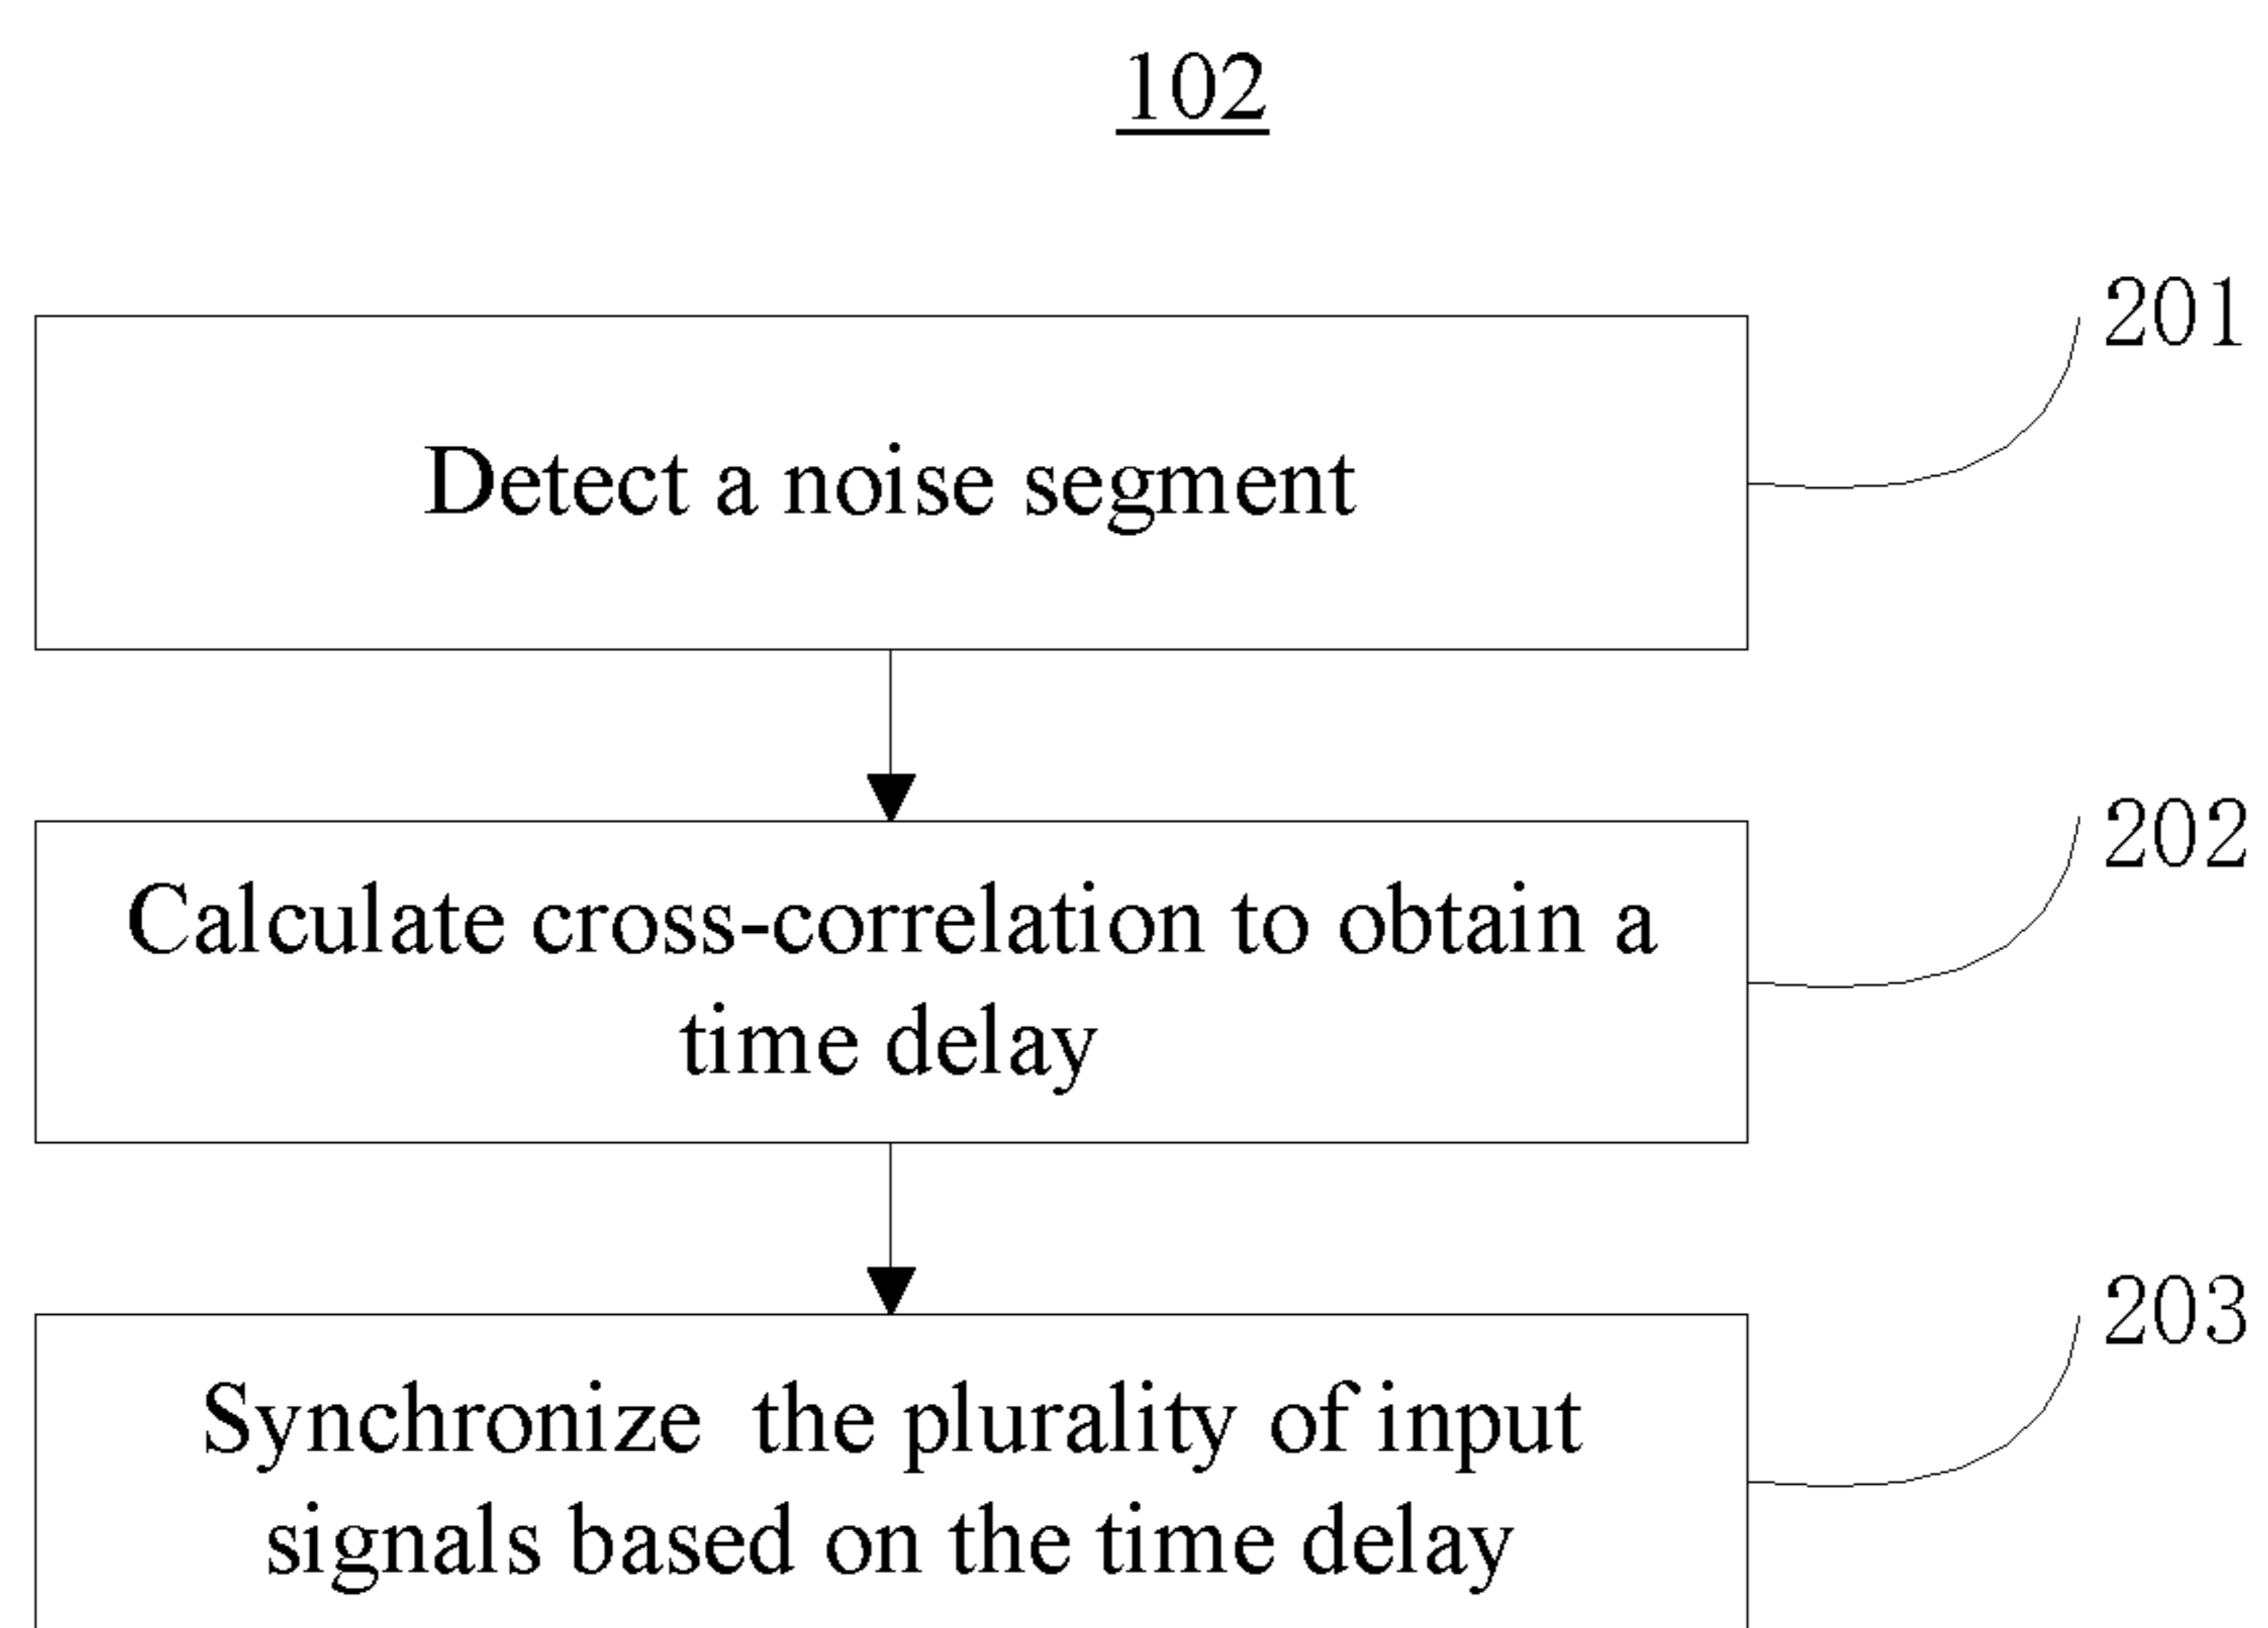 102
201
Detect a noise segment
202
Calculate cross-correlation to obtain a
time delay
203
Synchronize the plurality of input
signals based on the time delay